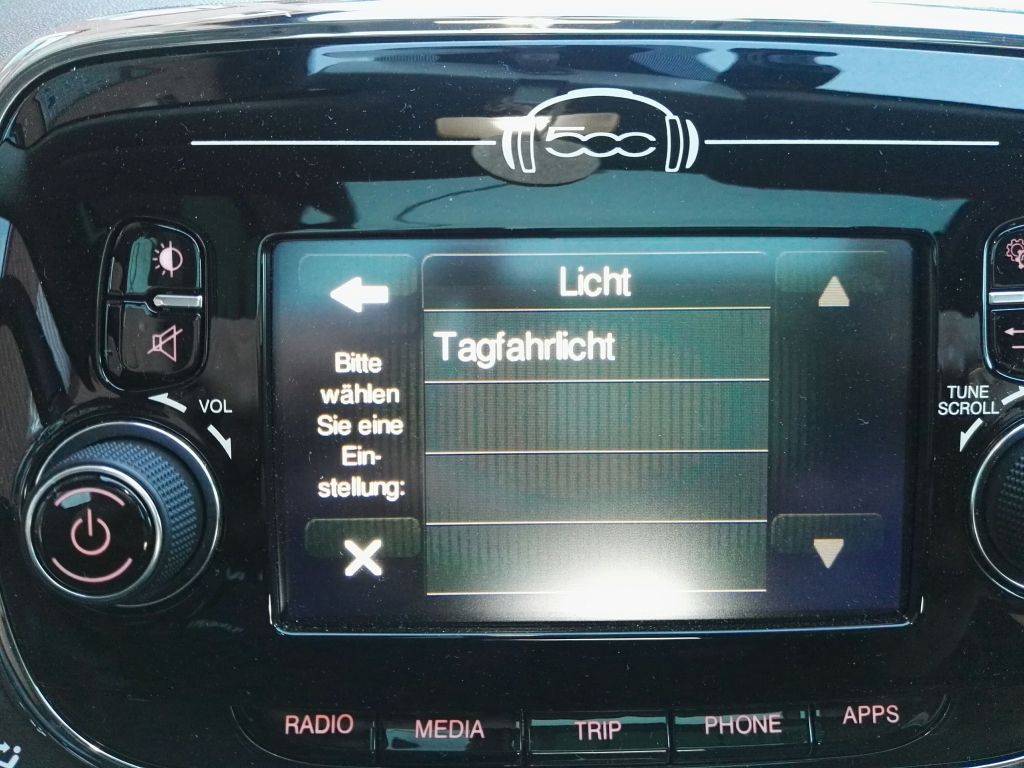 500
Licht
Tagfahrlicht
Bitte
wählen
Sie eine
Ein-
stellung:
VOL
TUNE
SCROLL
RADIO
MEDIA
TRIP
PHONE
APPS